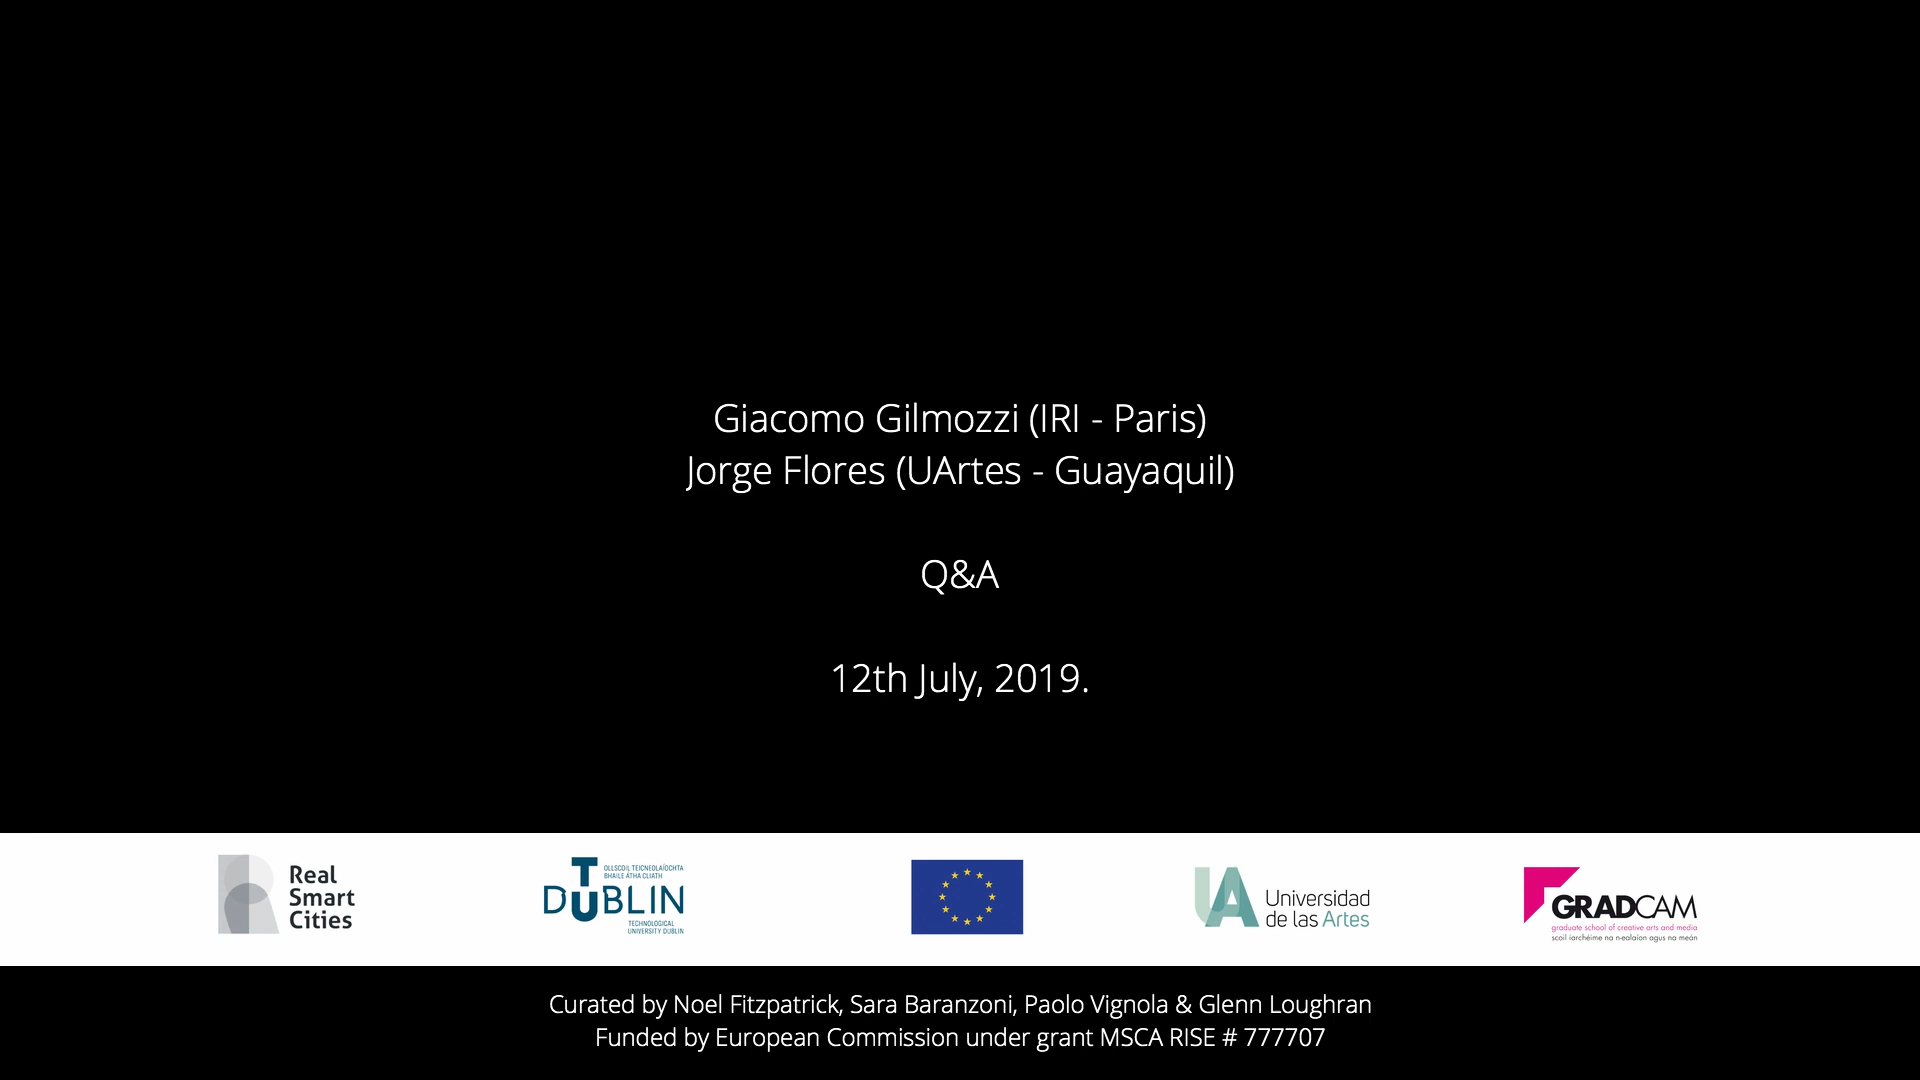 Giacomo Gilmozzi (IRI - Paris)
Jorge Flores (UArtes - Guayaquil)
Q&A
12th July, 2019.
Real
Smart
Cities
TU DUBLIN
OLLSCOIL TEICNEOLAÍOCHTA
BHAILE ÁTHA CLIATH
TECHNOLOGICAL
UNIVERSITY DUBLIN
UA
Universidad
de las Artes
GRADCAM
graduate school of creative arts and media
scoil iarchéime na n-ealaíon agus na meán
Curated by Noel Fitzpatrick, Sara Baranzoni, Paolo Vignola & Glenn Loughran
Funded by European Commission under grant MSCA RISE # 777707